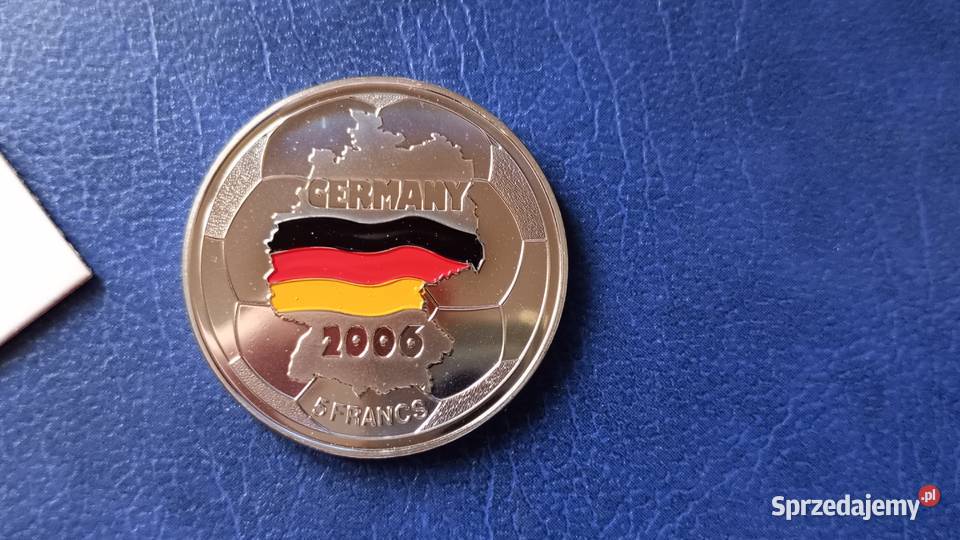 GERMANY
2006
5 FRANCS
Sprzedajemy.pl